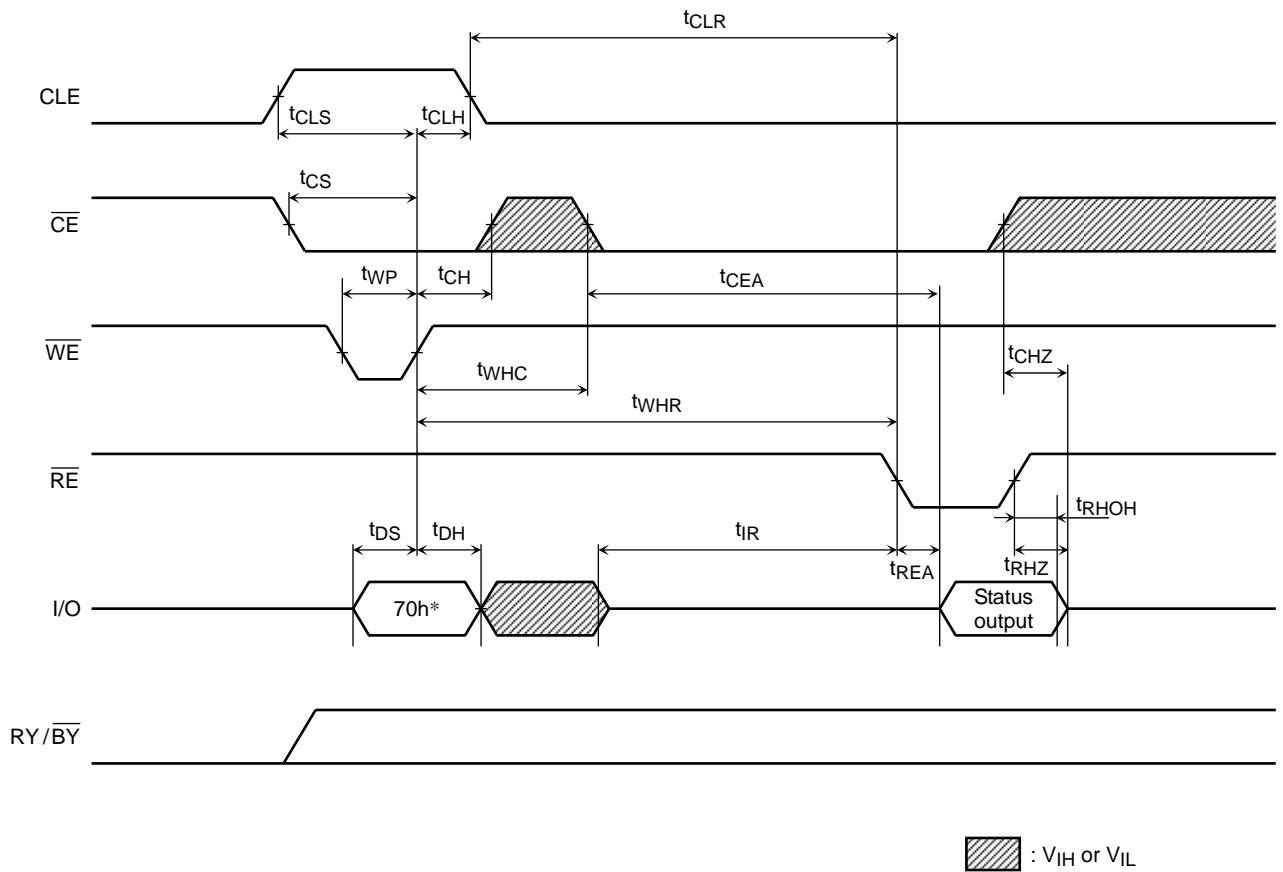 tCLR
CLE
tCLS
tCLH
tCS
CE
tWP
tCH
tCEA
WE
tCHZ
tWHC
tWHR
RE
tRHOH
tDS
tDH
tIR
tREA
tRHZ
I/O
70h*
Status
output
RY/BY
: VIH or VIL